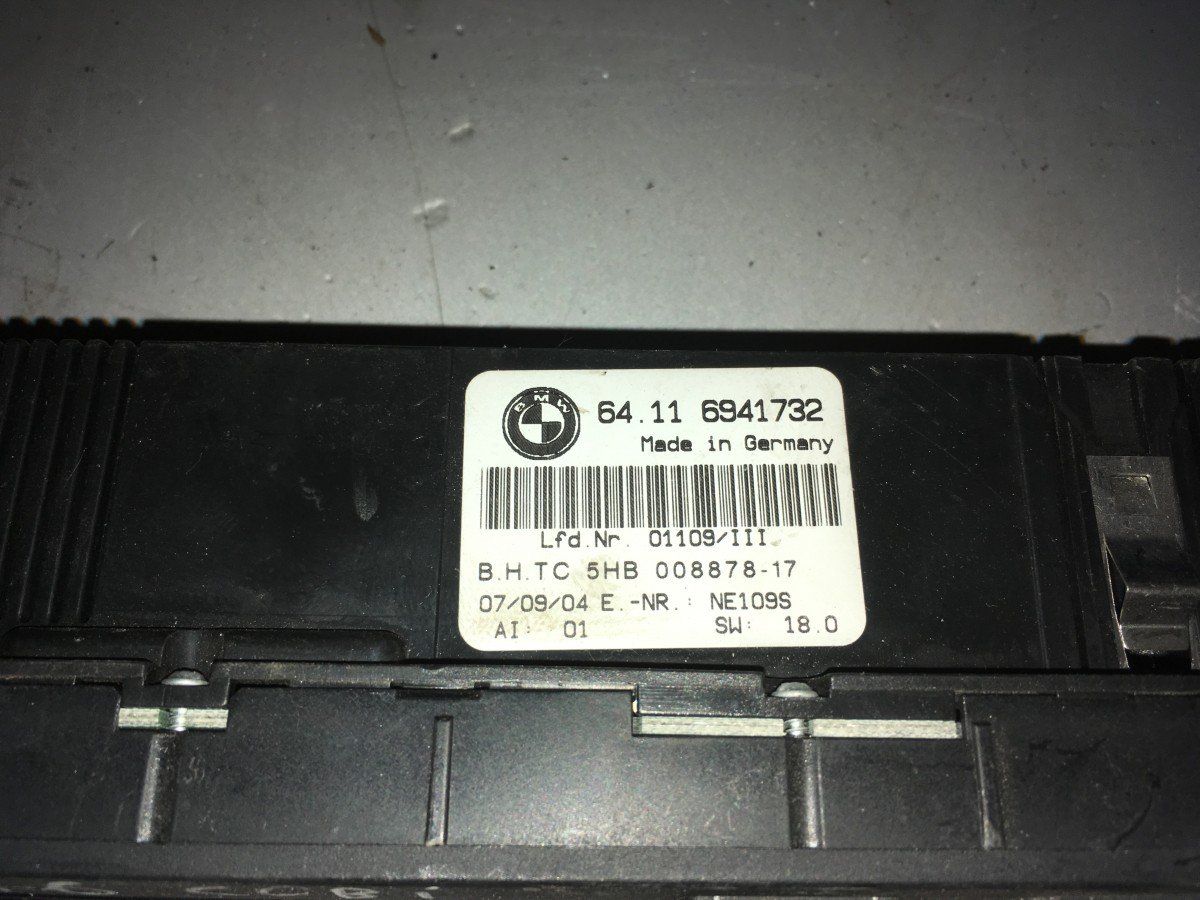 BMW
64.11 6941732
Made in Germany
Lfd.Nr. 01109/III
B.H.TC 5HB 008878-17
07/09/04 E.-NR.: NE109S
AI: 01 SW: 18.0